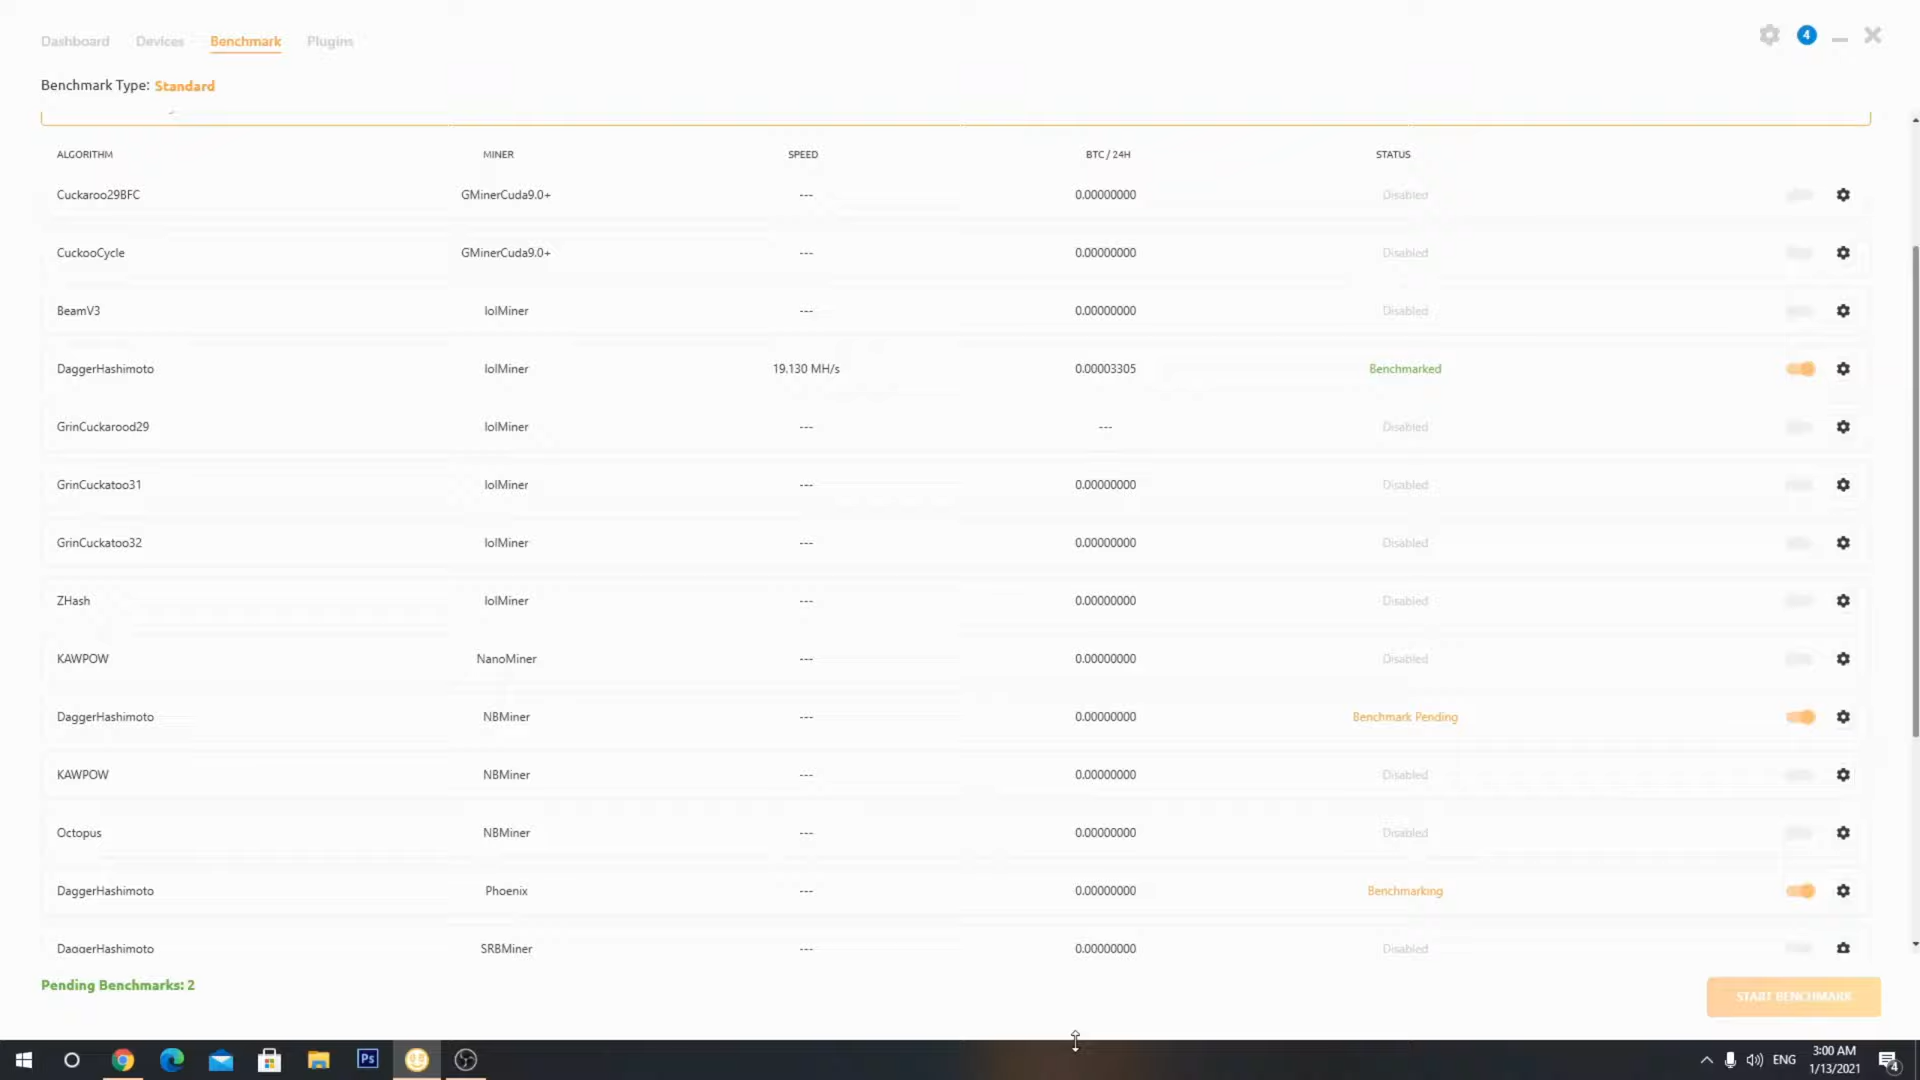 Dashboard Devices Benchmark Plugins
4
Benchmark Type: Standard
ALGORITHM MINER SPEED BTC / 24H STATUS
Cuckaroo29BFC GMinerCuda9.0+ --- 0.00000000 Disabled
CuckooCycle GMinerCuda9.0+ --- 0.00000000 Disabled
BeamV3 lolMiner --- 0.00000000 Disabled
DaggerHashimoto lolMiner 19.130 MH/s 0.00003305 Benchmarked
GrinCuckarood29 lolMiner --- --- Disabled
GrinCuckatoo31 lolMiner --- 0.00000000 Disabled
GrinCuckatoo32 lolMiner --- 0.00000000 Disabled
ZHash lolMiner --- 0.00000000 Disabled
KAWPOW NanoMiner --- 0.00000000 Disabled
DaggerHashimoto NBMiner --- 0.00000000 Benchmark Pending
KAWPOW NBMiner --- 0.00000000 Disabled
Octopus NBMiner --- 0.00000000 Disabled
DaggerHashimoto Phoenix --- 0.00000000 Benchmarking
DaggerHashimoto SRBMiner --- 0.00000000 Disabled
Pending Benchmarks: 2
START BENCHMARK
Ps
ENG
3:00 AM
1/13/2021
4